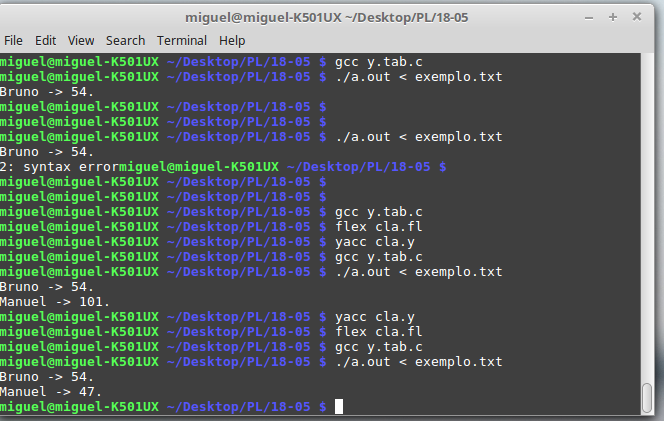 miguel@miguel-K501UX ~/Desktop/PL/18-05
File Edit View Search Terminal Help
miguel@miguel-K501UX ~/Desktop/PL/18-05 $ gcc y.tab.c
miguel@miguel-K501UX ~/Desktop/PL/18-05 $ ./a.out < exemplo.txt
Bruno -> 54.
miguel@miguel-K501UX ~/Desktop/PL/18-05 $
miguel@miguel-K501UX ~/Desktop/PL/18-05 $
miguel@miguel-K501UX ~/Desktop/PL/18-05 $ ./a.out < exemplo.txt
Bruno -> 54.
2: syntax errormiguel@miguel-K501UX ~/Desktop/PL/18-05 $
miguel@miguel-K501UX ~/Desktop/PL/18-05 $
miguel@miguel-K501UX ~/Desktop/PL/18-05 $
miguel@miguel-K501UX ~/Desktop/PL/18-05 $ gcc y.tab.c
miguel@miguel-K501UX ~/Desktop/PL/18-05 $ flex cla.fl
miguel@miguel-K501UX ~/Desktop/PL/18-05 $ yacc cla.y
miguel@miguel-K501UX ~/Desktop/PL/18-05 $ gcc y.tab.c
miguel@miguel-K501UX ~/Desktop/PL/18-05 $ ./a.out < exemplo.txt
Bruno -> 54.
Manuel -> 101.
miguel@miguel-K501UX ~/Desktop/PL/18-05 $ yacc cla.y
miguel@miguel-K501UX ~/Desktop/PL/18-05 $ flex cla.fl
miguel@miguel-K501UX ~/Desktop/PL/18-05 $ gcc y.tab.c
miguel@miguel-K501UX ~/Desktop/PL/18-05 $ ./a.out < exemplo.txt
Bruno -> 54.
Manuel -> 47.
miguel@miguel-K501UX ~/Desktop/PL/18-05 $